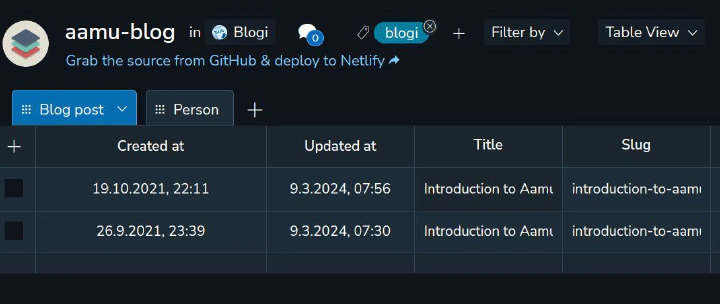 aamu-blog in Blogi 0 blogi Filter by Table View
Grab the source from GitHub & deploy to Netlify
Blog post Person
Created at Updated at Title Slug
19.10.2021, 22:11 9.3.2024, 07:56 Introduction to Aamu introduction-to-aamu
26.9.2021, 23:39 9.3.2024, 07:30 Introduction to Aamu introduction-to-aamu